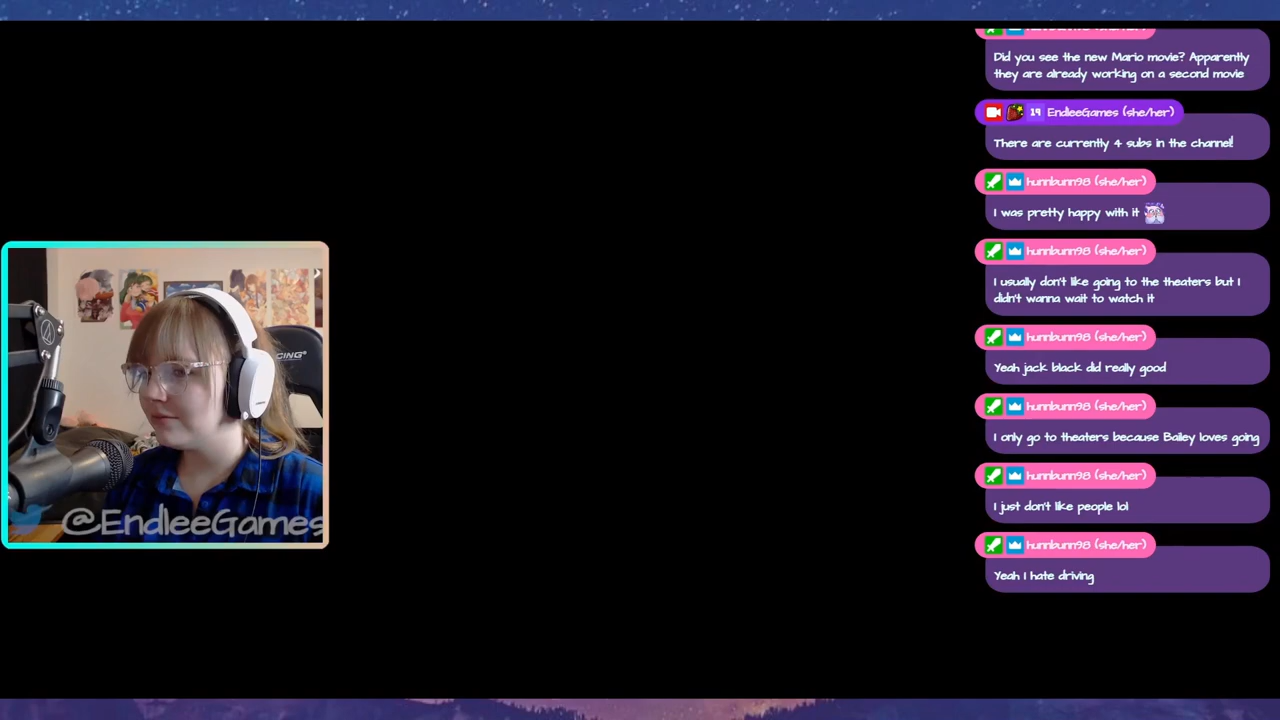 Did you see the new Mario movie? Apparently
they are already working on a second movie
19 EndleeGames (she/her)
There are currently 4 subs in the channel!
hunnbunn98 (she/her)
I was pretty happy with it
hunnbunn98 (she/her)
I usually don't like going to the theaters but I
didn't wanna wait to watch it
hunnbunn98 (she/her)
Yeah jack black did really good
hunnbunn98 (she/her)
I only go to theaters because Bailey loves going
hunnbunn98 (she/her)
I just don't like people lol
hunnbunn98 (she/her)
Yeah I hate driving
CING
@EndleeGames